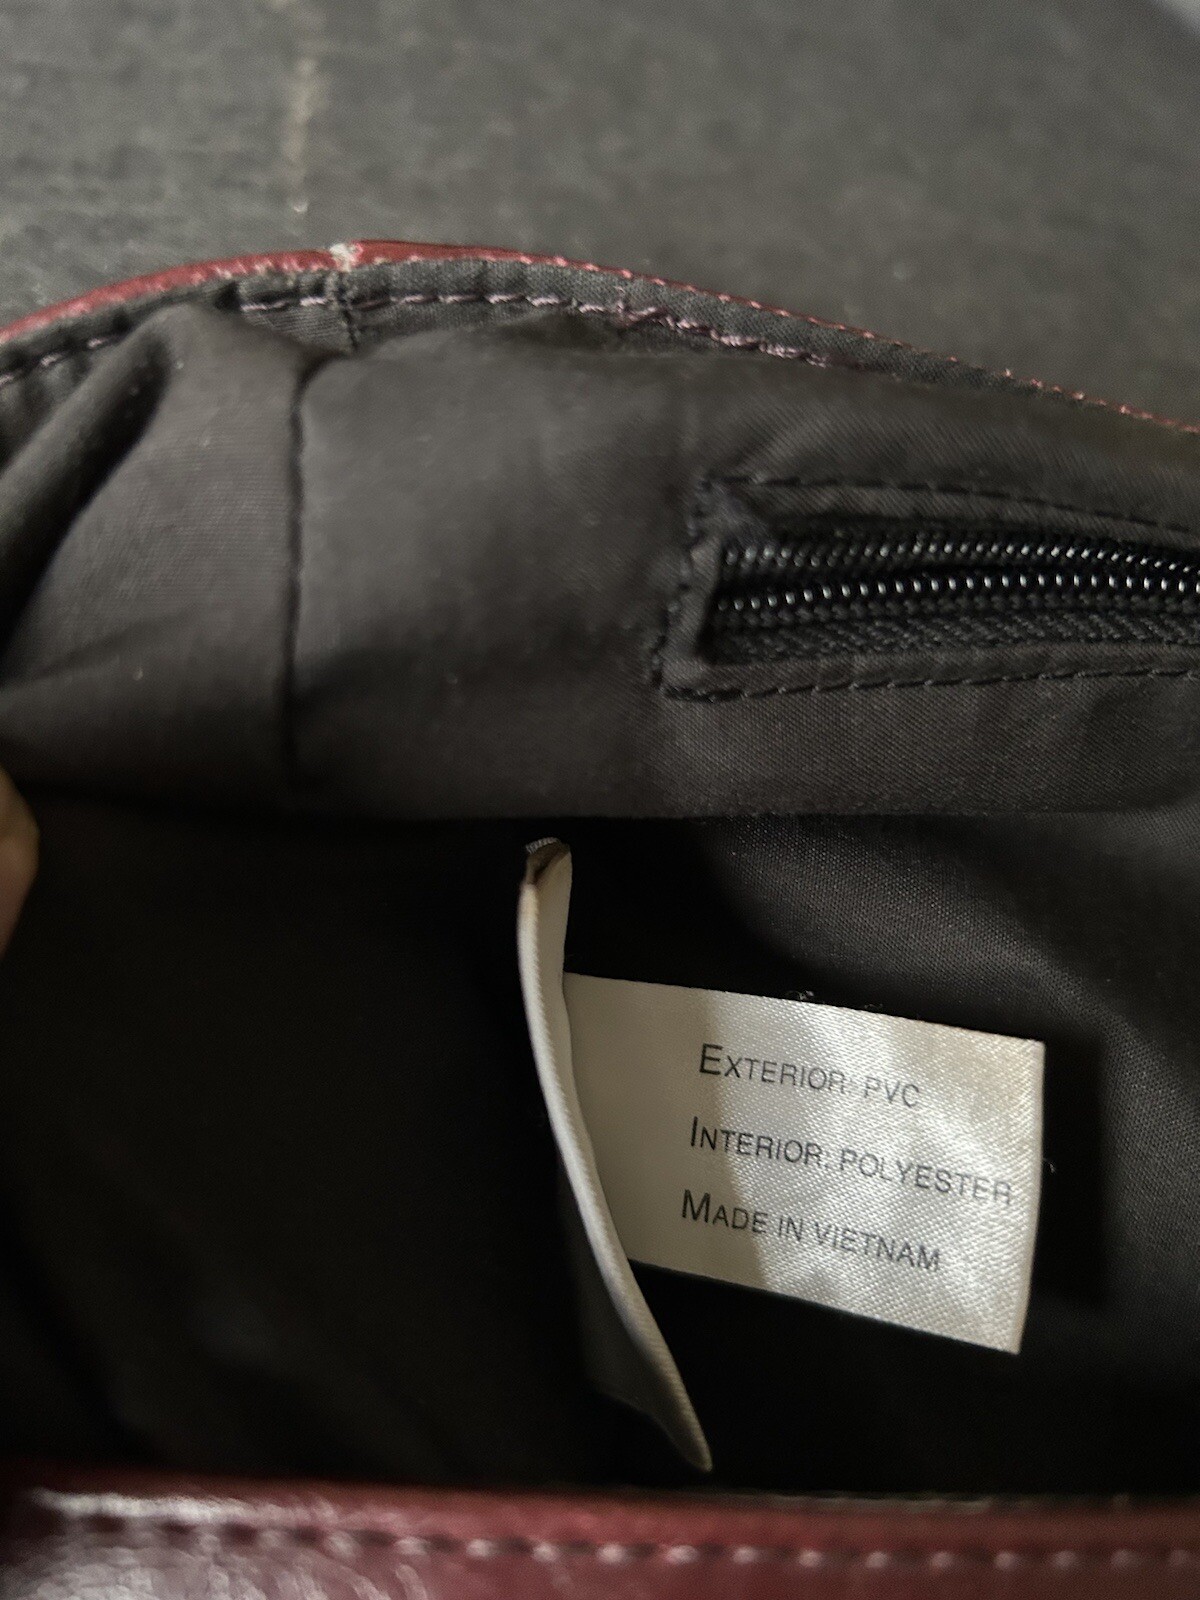 EXTERIOR: PVC
INTERIOR: POLYESTER
MADE IN VIETNAM